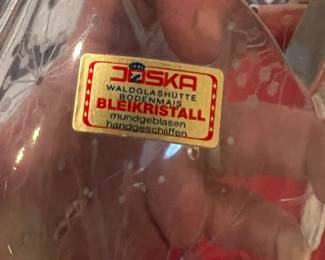 JOSKA
WALDGLASHÜTTE
BODENMAIS
BLEIKRISTALL
mundgeblasen
handgeschliffen